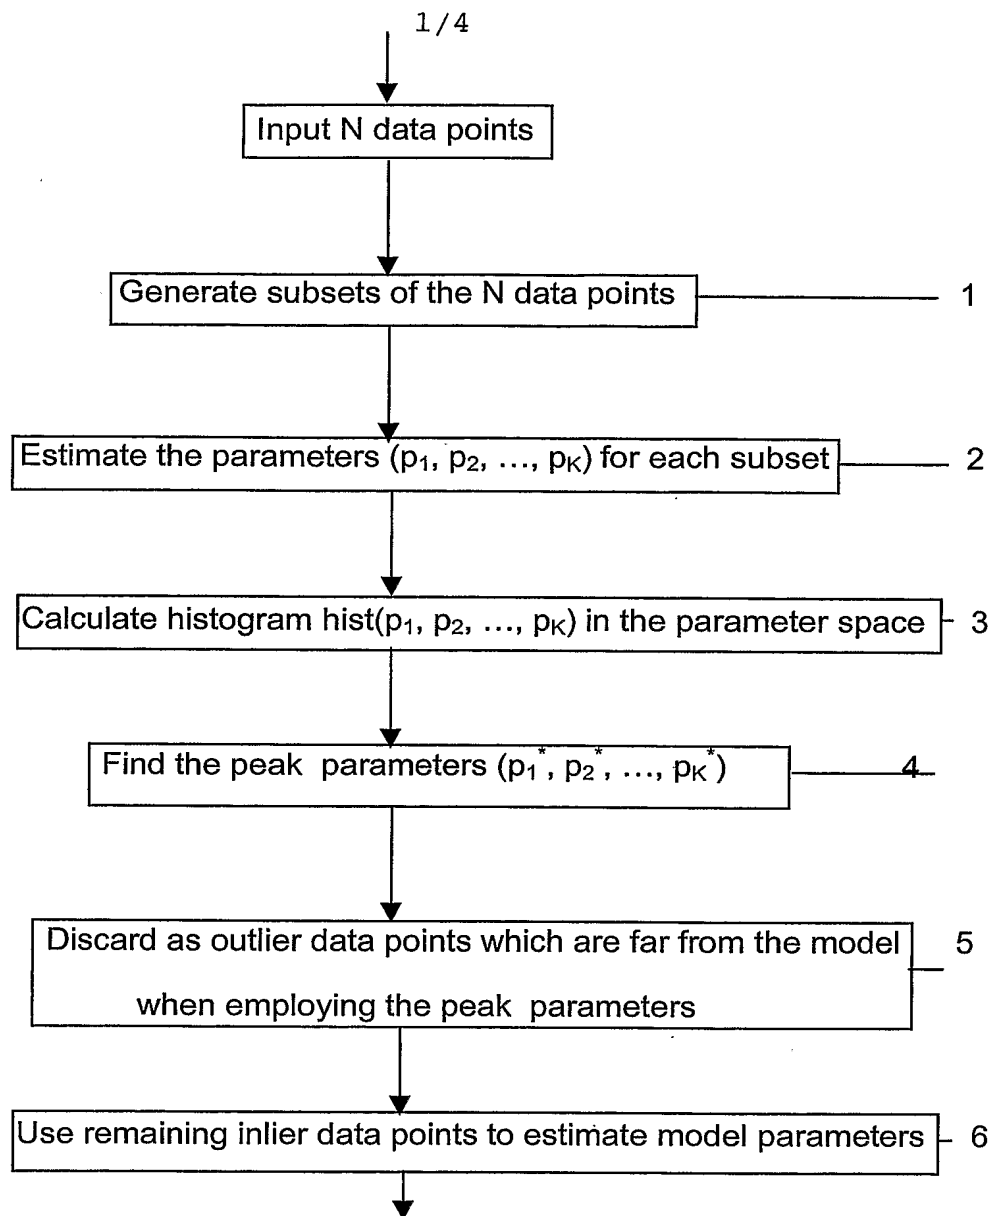 1/4
Input N data points
Generate subsets of the N data points
1
Estimate the parameters (p₁, p₂, ..., pK) for each subset
2
Calculate histogram hist(p₁, p₂, ..., pK) in the parameter space
3
Find the peak parameters (p₁*, p₂*, ..., pK*)
4
Discard as outlier data points which are far from the model
5
when employing the peak parameters
Use remaining inlier data points to estimate model parameters
6